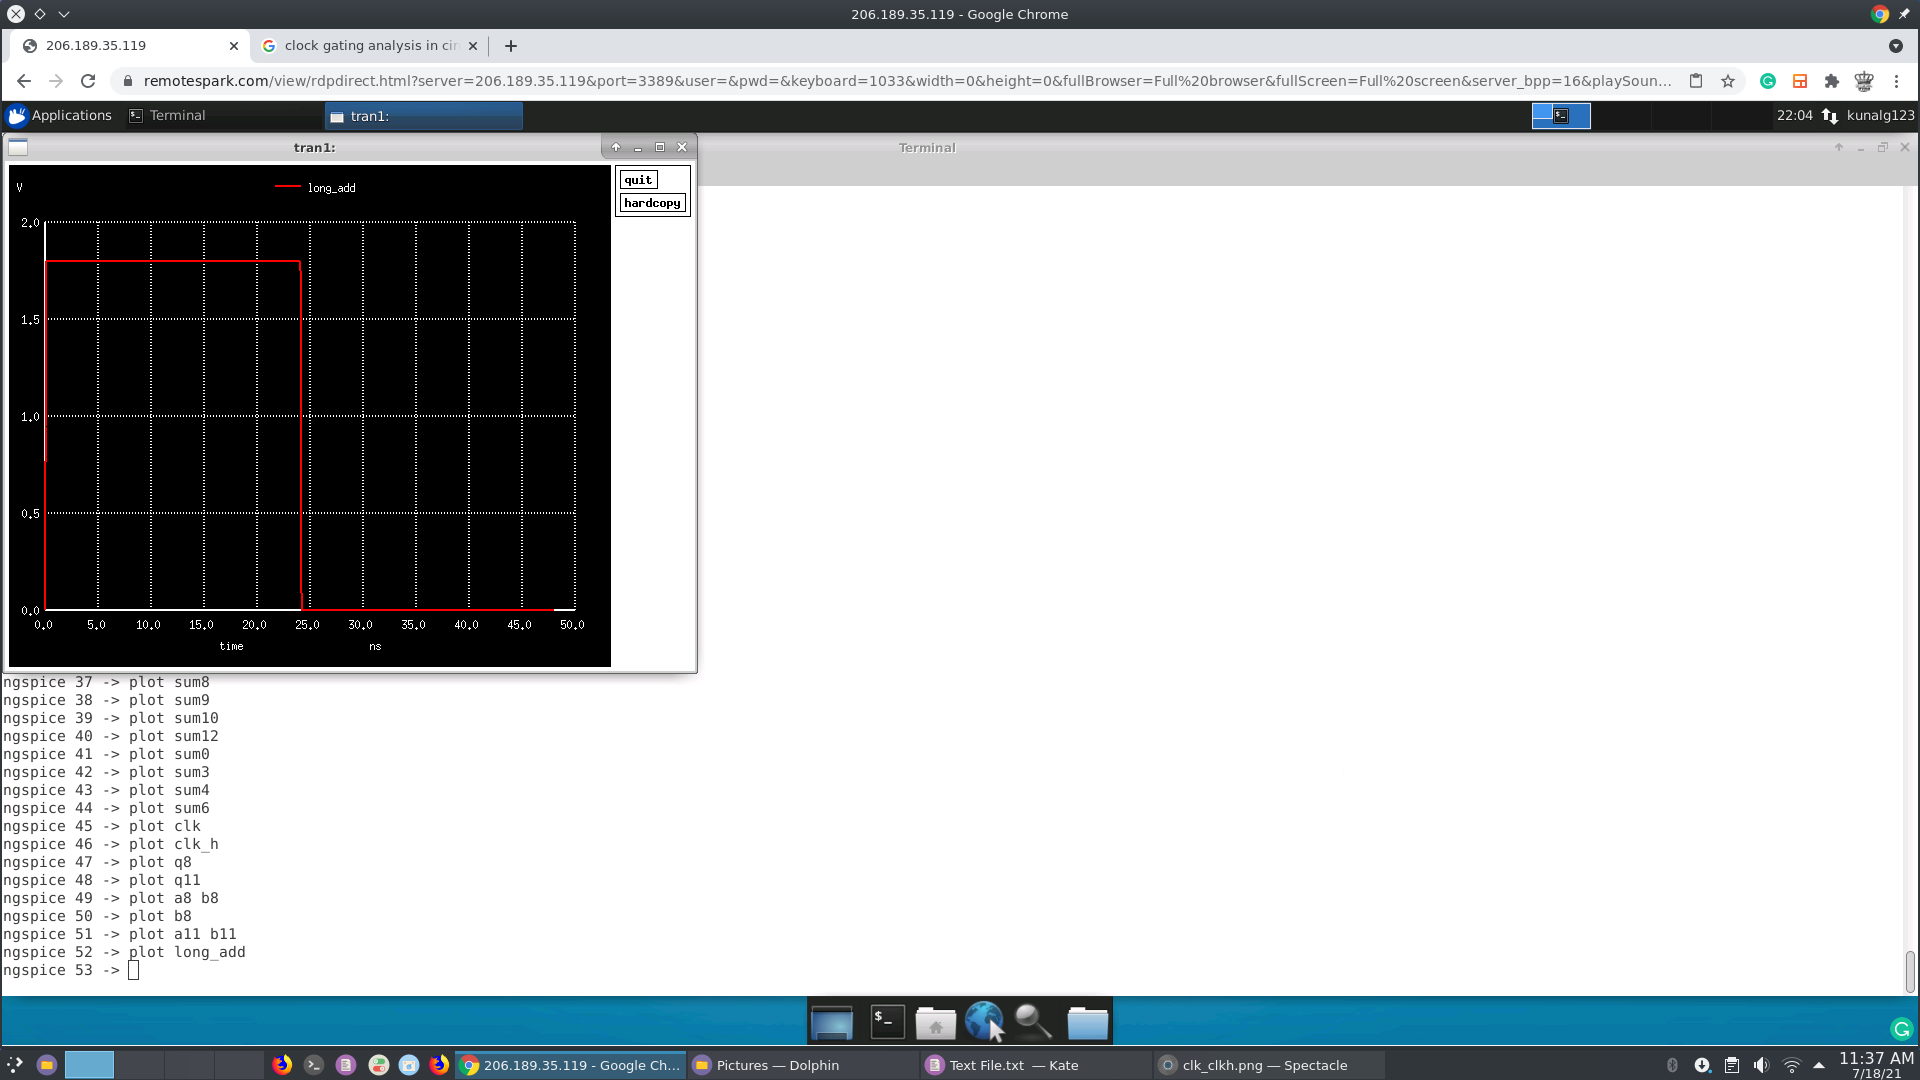 206.189.35.119 - Google Chrome
206.189.35.119
clock gating analysis in cir
remotespark.com/view/rdpdirect.html?server=206.189.35.119&port=3389&user=&pwd=&keyboard=1033&width=0&height=0&fullBrowser=Full%20browser&fullScreen=Full%20screen&server_bpp=16&playSoun...
Applications
Terminal
tran1:
22:04
kunalg123
tran1:
Terminal
V
long_add
quit
hardcopy
2.0
1.5
1.0
0.5
0.0
0.0 5.0 10.0 15.0 20.0 25.0 30.0 35.0 40.0 45.0 50.0
time ns
ngspice 37 -> plot sum8
ngspice 38 -> plot sum9
ngspice 39 -> plot sum10
ngspice 40 -> plot sum12
ngspice 41 -> plot sum0
ngspice 42 -> plot sum3
ngspice 43 -> plot sum4
ngspice 44 -> plot sum6
ngspice 45 -> plot clk
ngspice 46 -> plot clk_h
ngspice 47 -> plot q8
ngspice 48 -> plot q11
ngspice 49 -> plot a8 b8
ngspice 50 -> plot b8
ngspice 51 -> plot a11 b11
ngspice 52 -> plot long_add
ngspice 53 ->
206.189.35.119 - Google Ch...
Pictures — Dolphin
Text File.txt — Kate
clk_clkh.png — Spectacle
11:37 AM
7/18/21